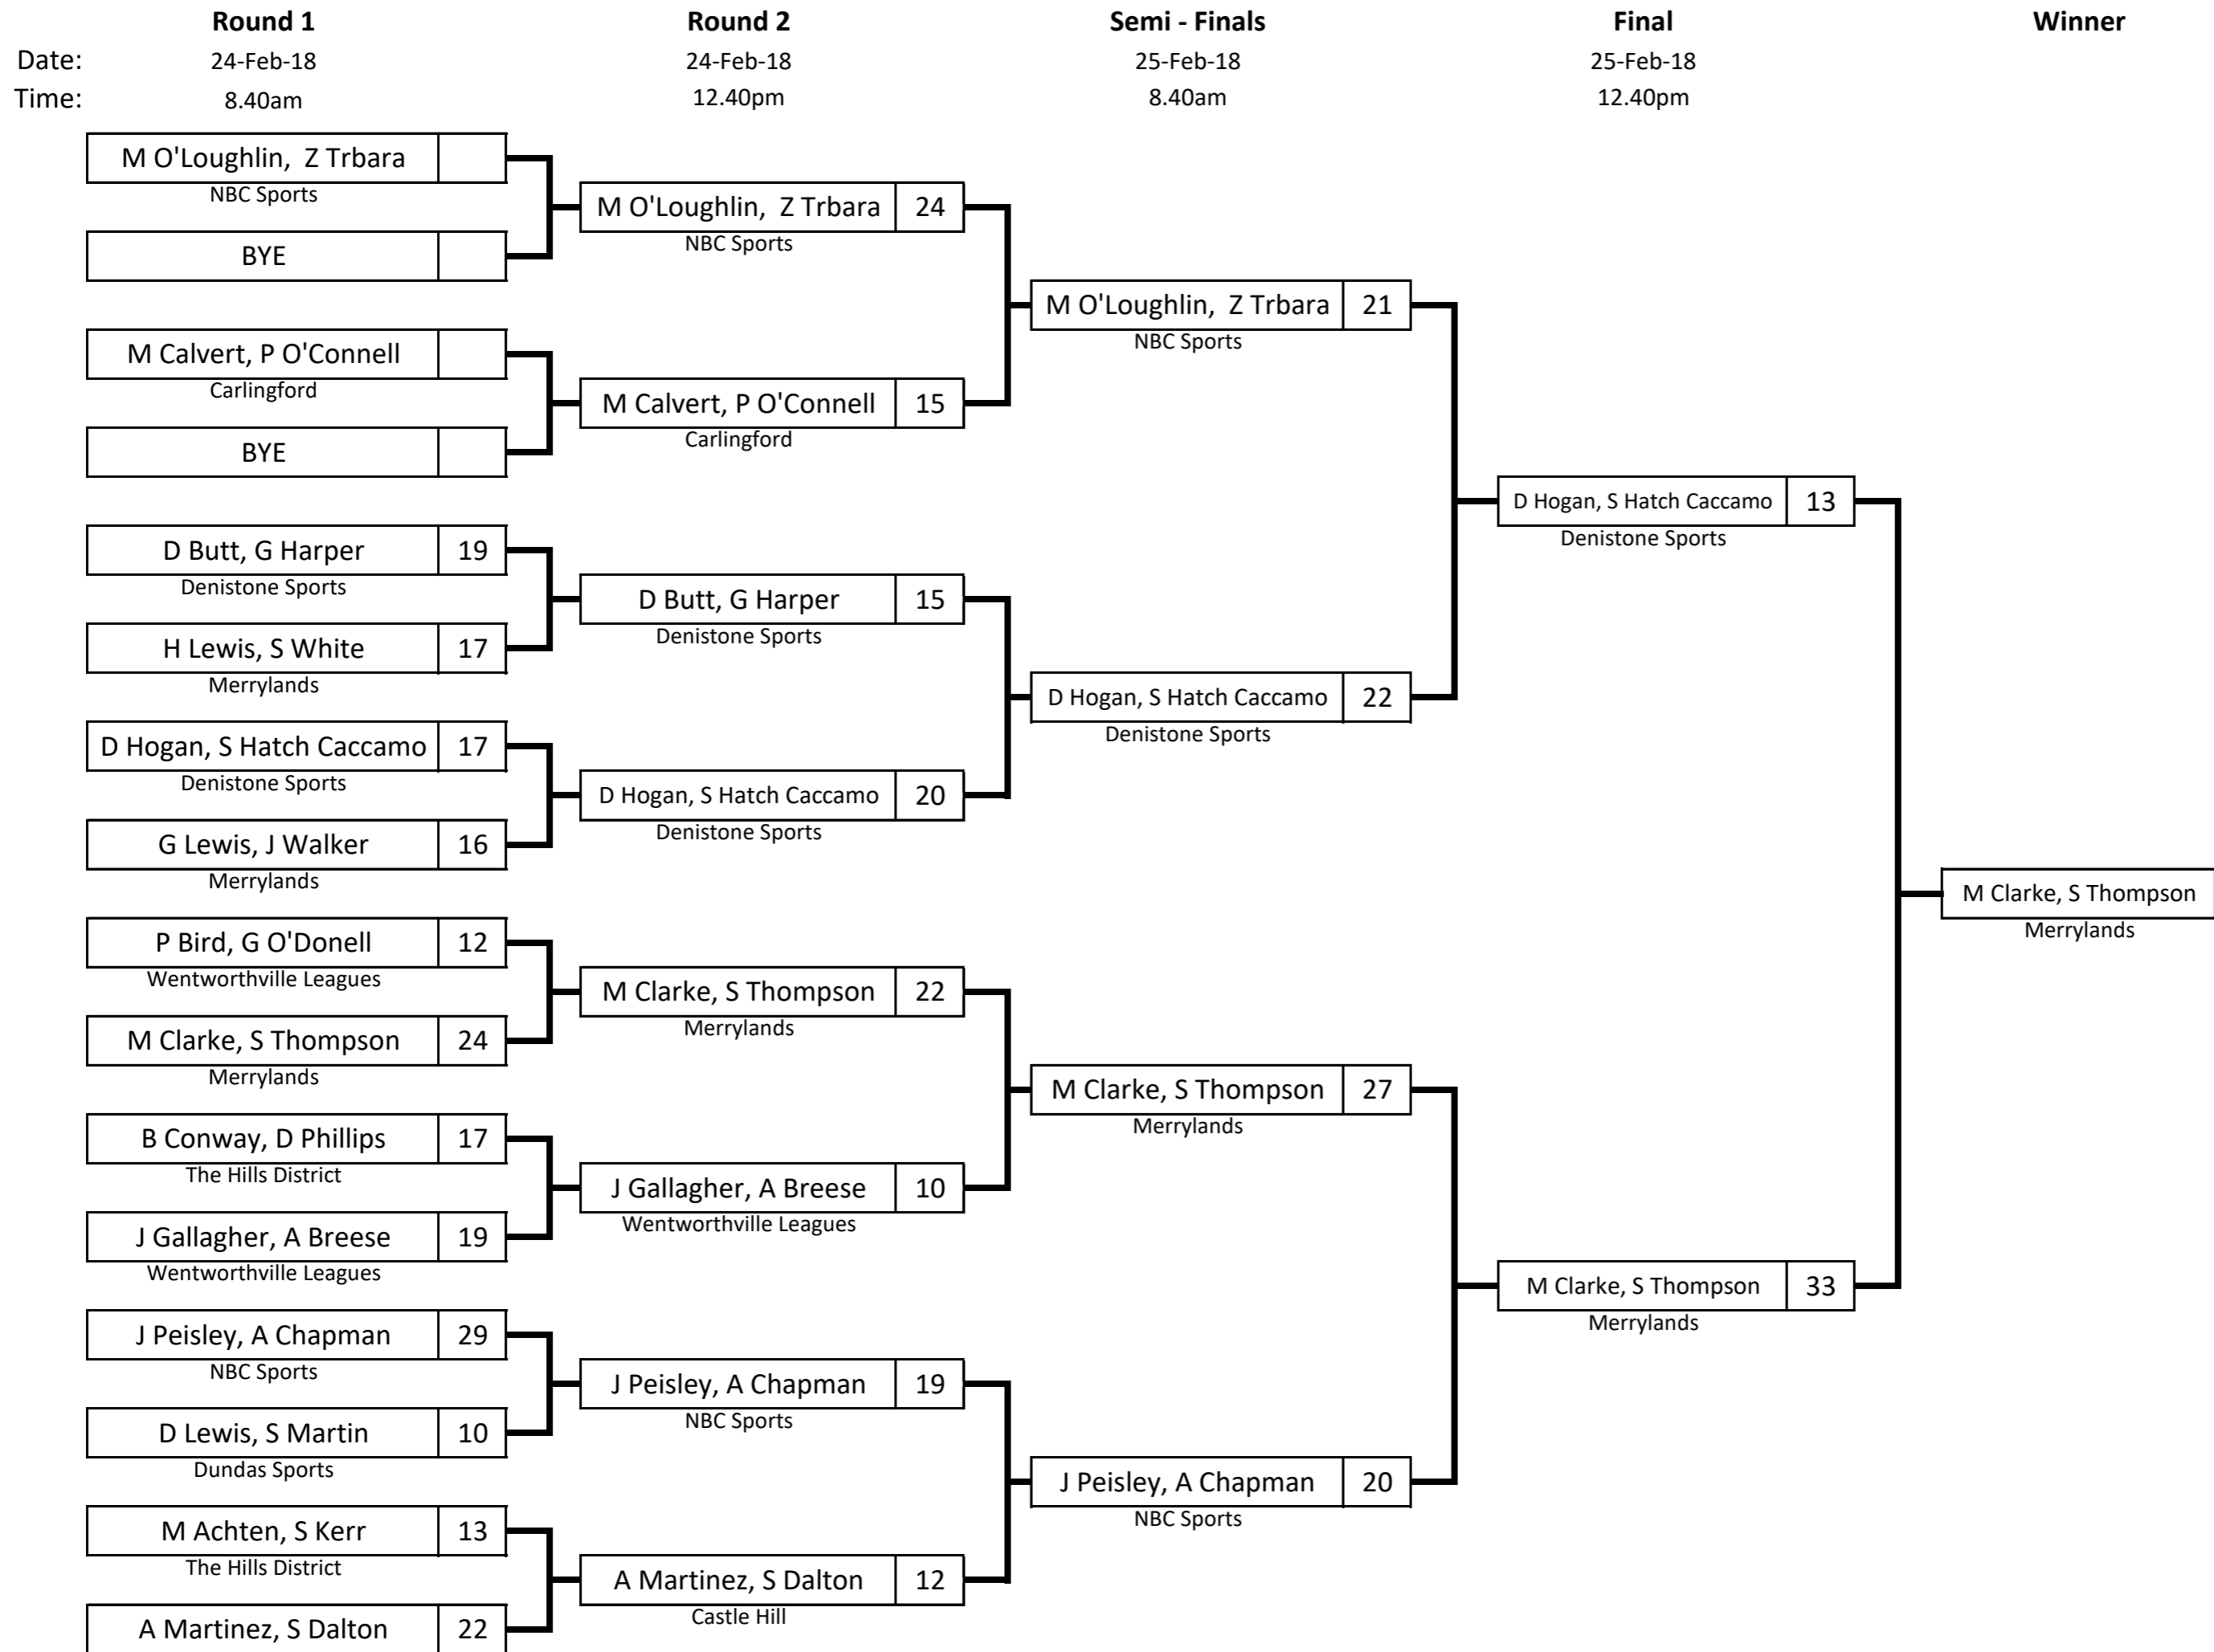 Round 1 Round 2 Semi - Finals Final Winner
Date: 24-Feb-18 24-Feb-18 25-Feb-18 25-Feb-18
Time: 8.40am 12.40pm 8.40am 12.40pm
M O'Loughlin,  Z Trbara
NBC Sports
M O'Loughlin,  Z Trbara 24
NBC Sports
BYE
M O'Loughlin,  Z Trbara 21
NBC Sports
M Calvert, P O'Connell
Carlingford
M Calvert, P O'Connell 15
Carlingford
BYE
D Hogan, S Hatch Caccamo 13
Denistone Sports
D Butt, G Harper 19
Denistone Sports
D Butt, G Harper 15
Denistone Sports
H Lewis, S White 17
Merrylands
D Hogan, S Hatch Caccamo 22
Denistone Sports
D Hogan, S Hatch Caccamo 17
Denistone Sports
D Hogan, S Hatch Caccamo 20
Denistone Sports
G Lewis, J Walker 16
Merrylands
M Clarke, S Thompson
Merrylands
P Bird, G O'Donell 12
Wentworthville Leagues
M Clarke, S Thompson 22
Merrylands
M Clarke, S Thompson 24
Merrylands
M Clarke, S Thompson 27
Merrylands
B Conway, D Phillips 17
The Hills District
J Gallagher, A Breese 10
Wentworthville Leagues
J Gallagher, A Breese 19
Wentworthville Leagues
M Clarke, S Thompson 33
Merrylands
J Peisley, A Chapman 29
NBC Sports
J Peisley, A Chapman 19
NBC Sports
D Lewis, S Martin 10
Dundas Sports
J Peisley, A Chapman 20
NBC Sports
M Achten, S Kerr 13
The Hills District
A Martinez, S Dalton 12
Castle Hill
A Martinez, S Dalton 22